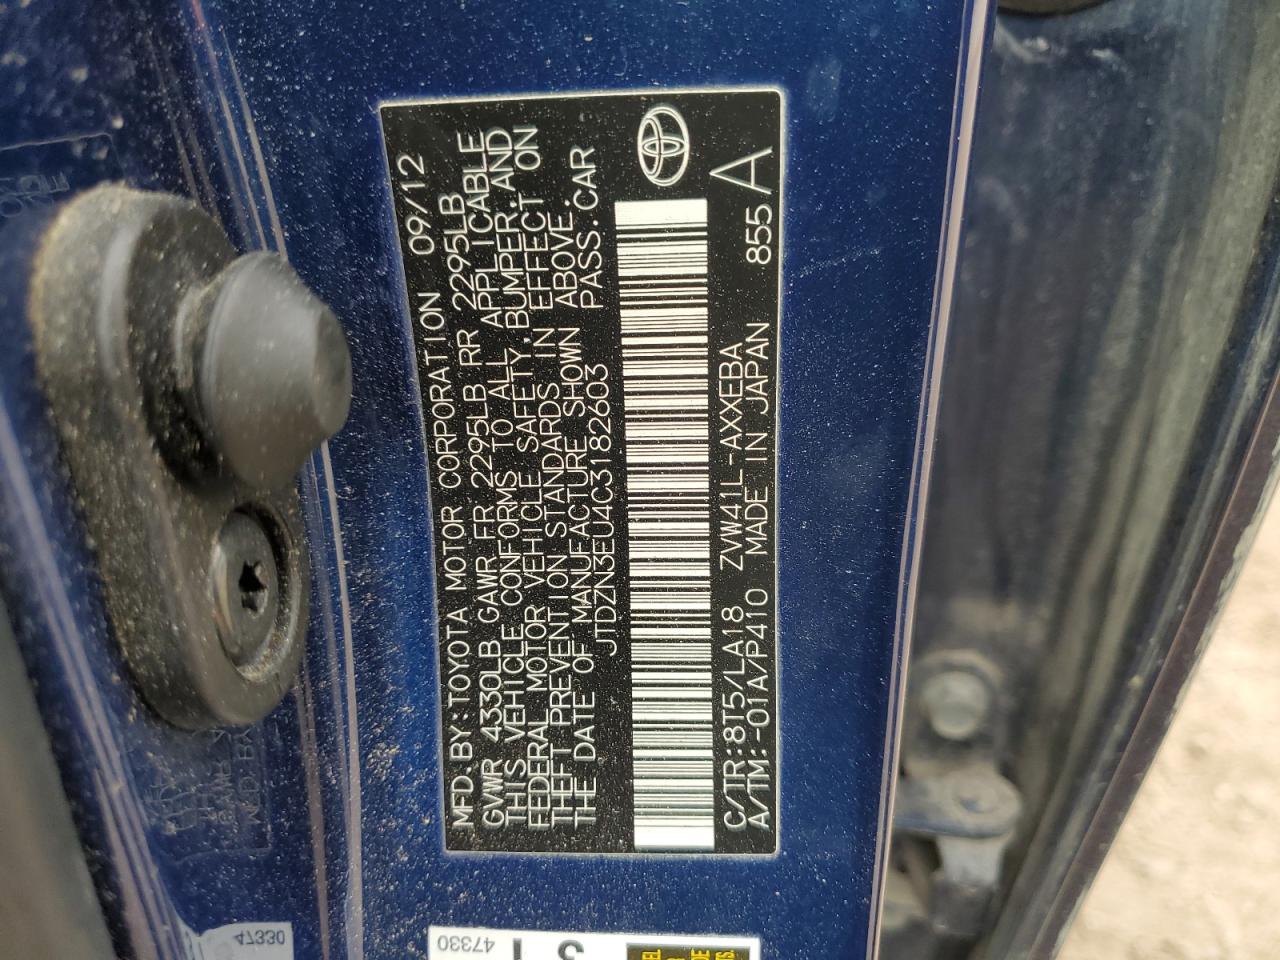 MFD. BY: TOYOTA MOTOR CORPORATION 09/12
GVWR 4330LB GAWR FR 2295LB RR 2295LB
THIS VEHICLE CONFORMS TO ALL APPLICABLE
FEDERAL MOTOR VEHICLE SAFETY, BUMPER, AND
THEFT PREVENTION STANDARDS IN EFFECT ON
THE DATE OF MANUFACTURE SHOWN ABOVE.
JTDZN3EU4C3182603 PASS. CAR
C/TR: 8T5/LA18 ZVW41L-AXXEBA 855 A
A/TM: -01A/P410 MADE IN JAPAN
47330
47330